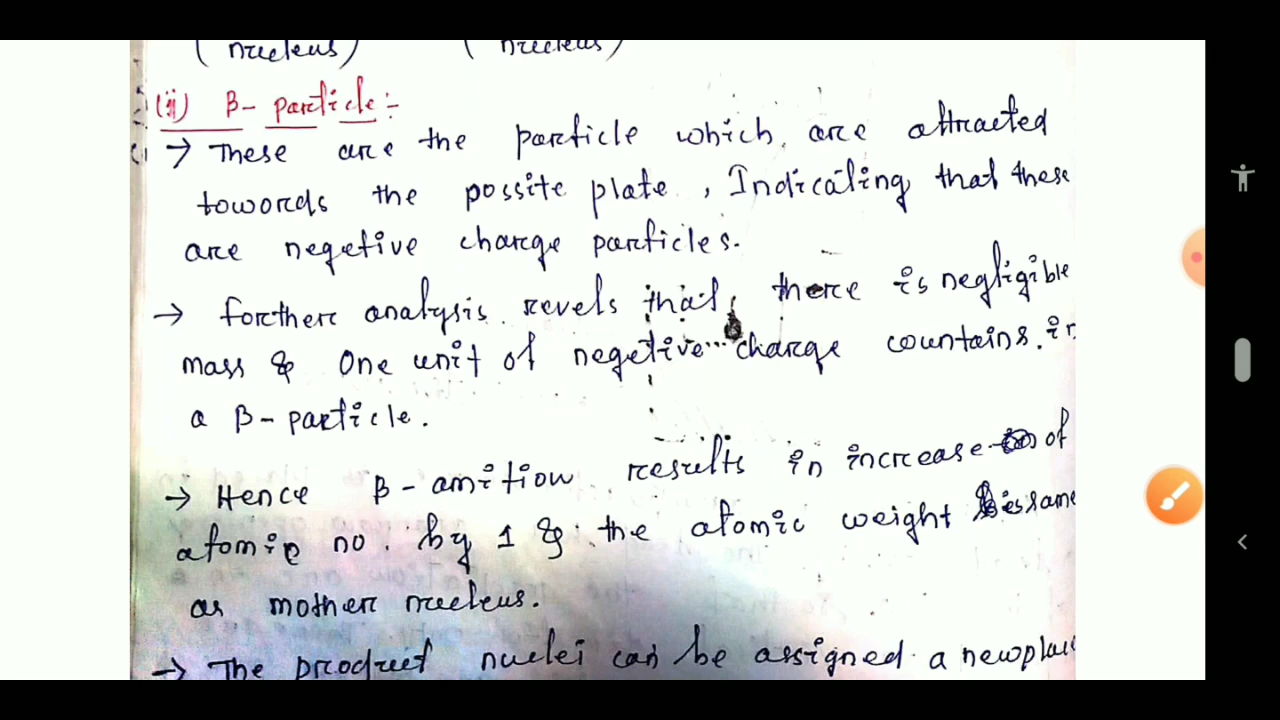 (nucleus) (nucleus)
(ii) β- particle:-
→ These are the particle which are attracted
towords the possite plate, Indicating that these
are negetive charge particles.
→ forther analysis revels that, there is negligible
mass & One unit of negetive charge countains in
a β-particle.
→ Hence β-amition results in increase of
atomic no. by 1 & the atomic weight is same
as mother nucleus.
→ The product nuclei can be assigned a new